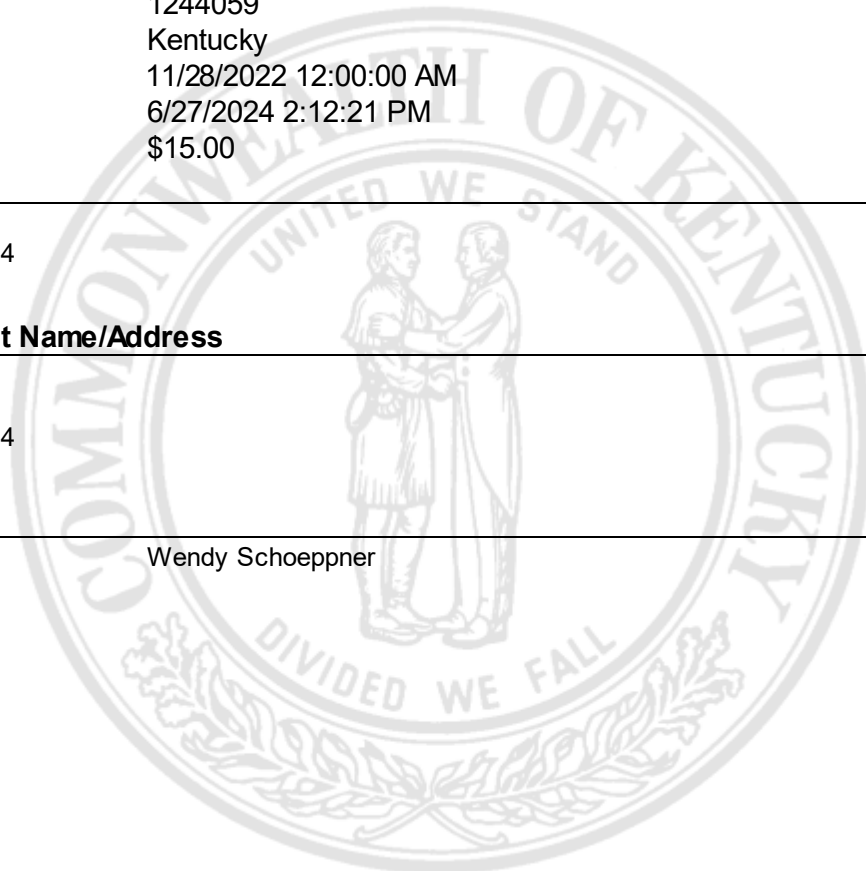 1244059
Kentucky
11/28/2022 12:00:00 AM
6/27/2024 2:12:21 PM
$15.00
4
t Name/Address
4
Wendy Schoeppner
COMMONWEALTH OF KENTUCKY
UNITED WE STAND
DIVIDED WE FALL